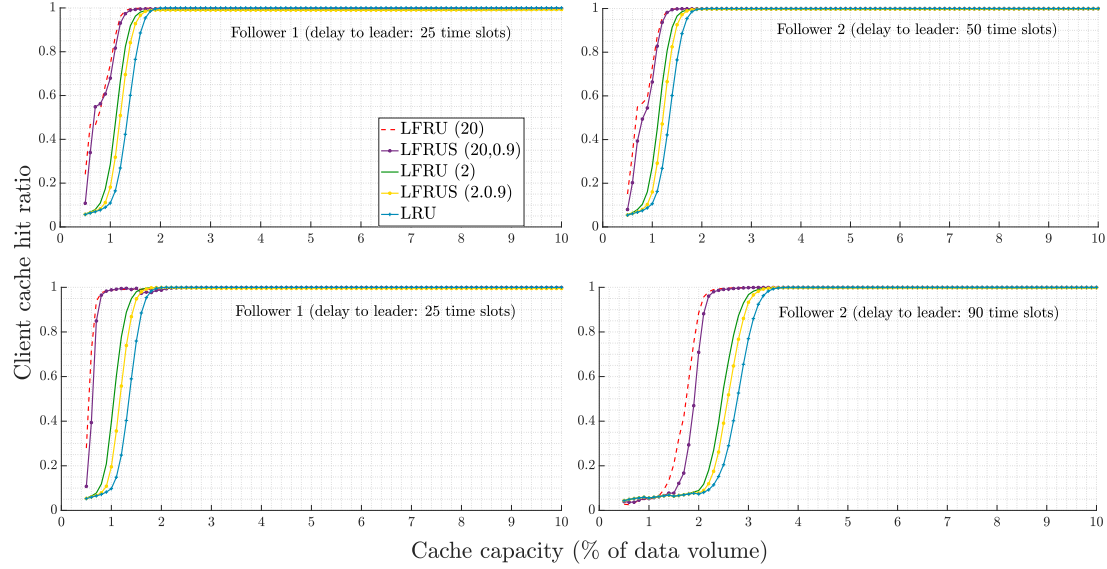 Follower 1 (delay to leader: 25 time slots)
1
0.8
0.6
0.4
0.2
0
0 1 2 3 4 5 6 7 8 9 10
LFRU (20)
LFRUS (20,0.9)
LFRU (2)
LFRUS (2.0.9)
LRU
Follower 2 (delay to leader: 50 time slots)
1
0.8
0.6
0.4
0.2
0
0 1 2 3 4 5 6 7 8 9 10
Client cache hit ratio
Follower 1 (delay to leader: 25 time slots)
1
0.8
0.6
0.4
0.2
0
0 1 2 3 4 5 6 7 8 9 10
Follower 2 (delay to leader: 90 time slots)
1
0.8
0.6
0.4
0.2
0
0 1 2 3 4 5 6 7 8 9 10
Cache capacity (% of data volume)